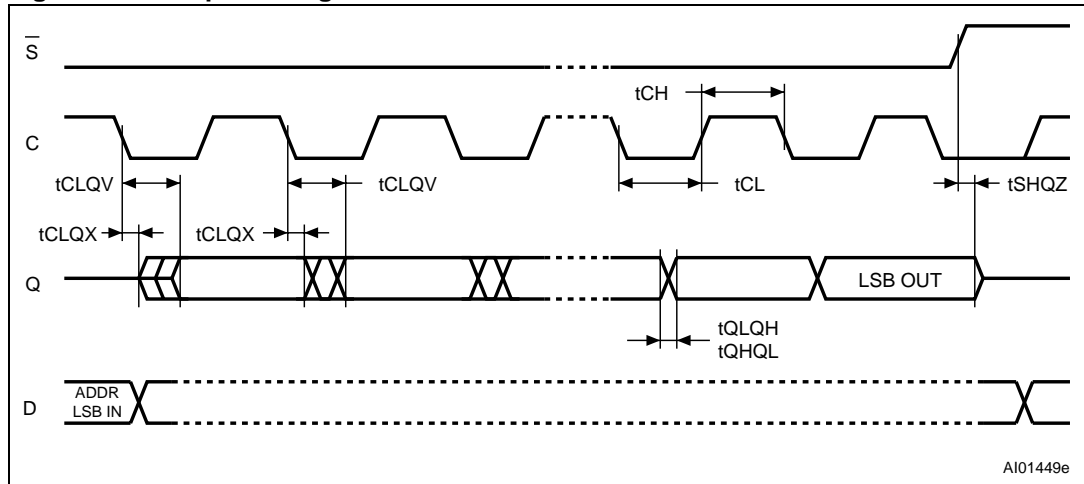 S
tCH
C
tCLQV
tCLQV
tCL
tSHQZ
tCLQX
tCLQX
Q
LSB OUT
tQLQH
tQHQL
D
ADDR
LSB IN
AI01449e